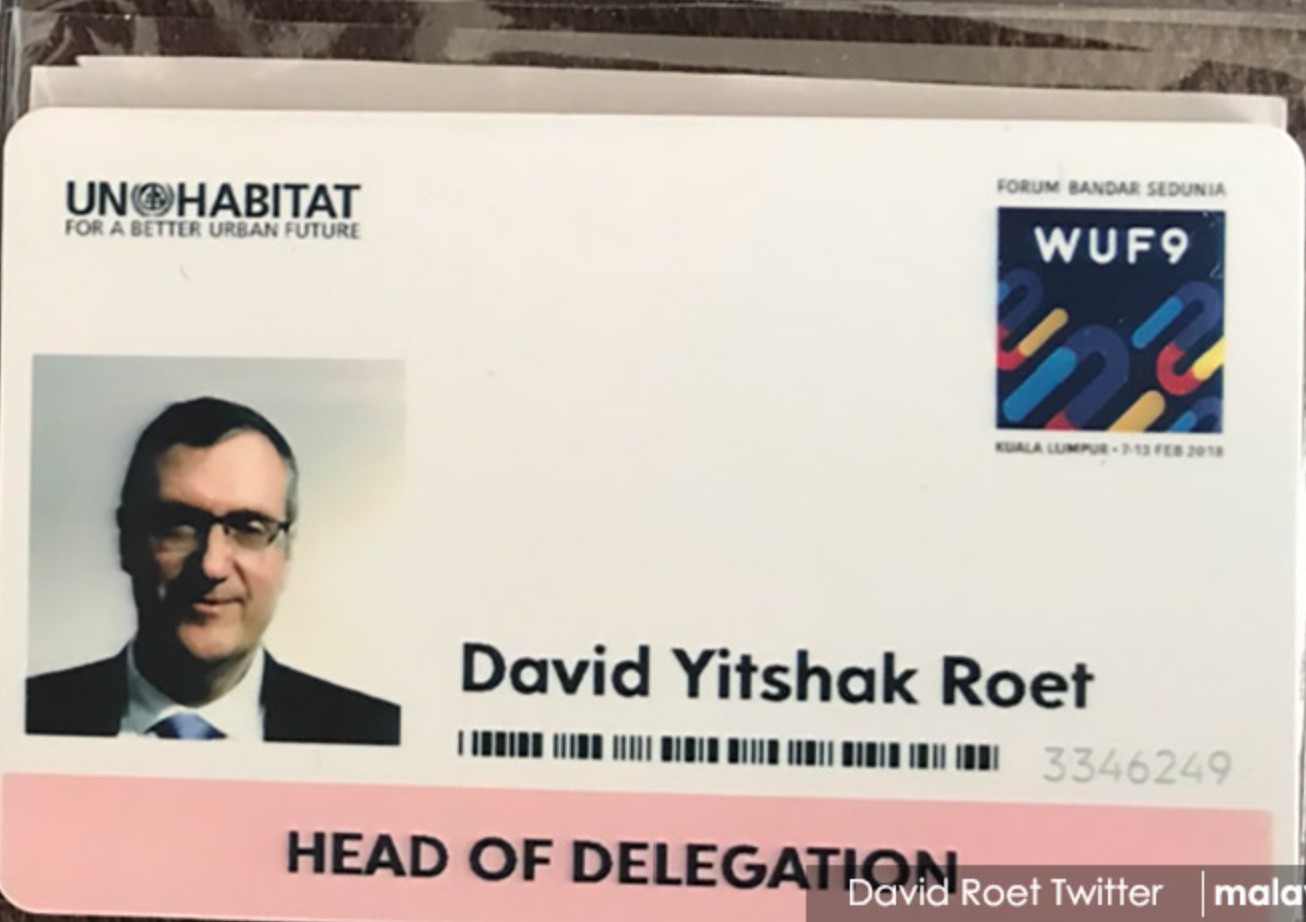 UN HABITAT
FOR A BETTER URBAN FUTURE
FORUM BANDAR SEDUNIA
WUF9
KUALA LUMPUR • 7-13 FEB 2018
David Yitshak Roet
3346249
HEAD OF DELEGATION
David Roet Twitter